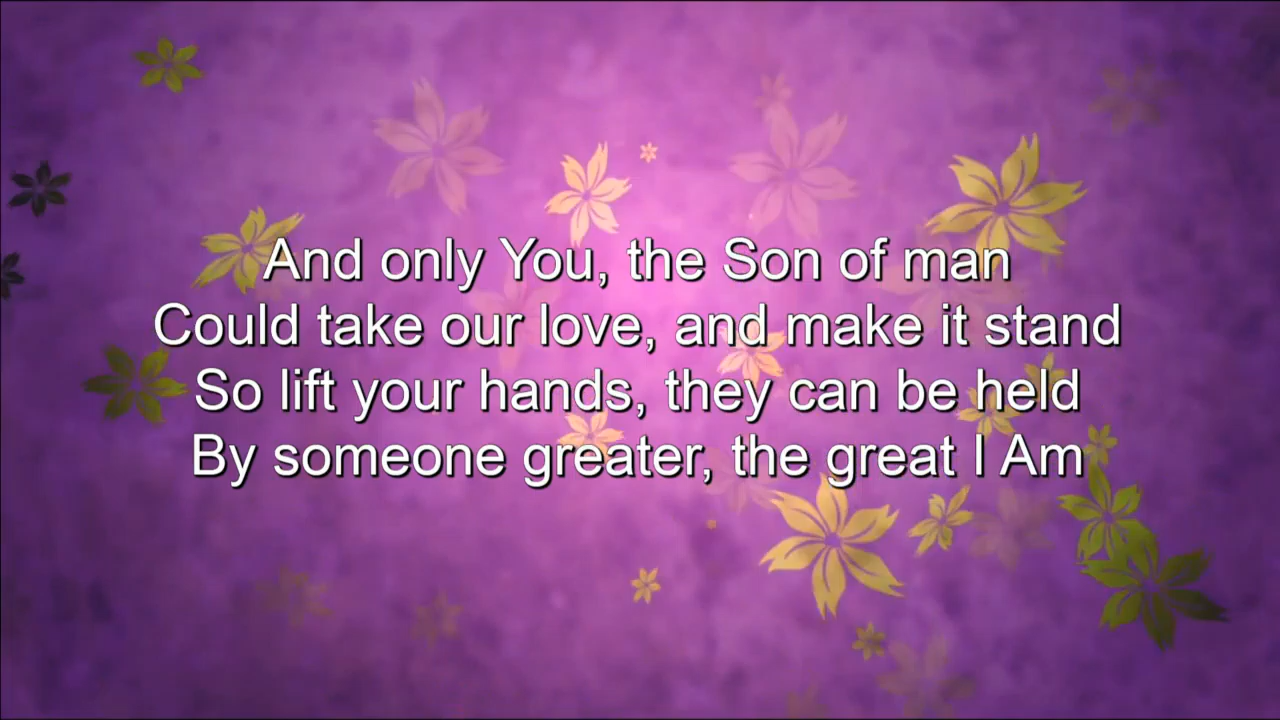 And only You, the Son of man
Could take our love, and make it stand
So lift your hands, they can be held
By someone greater, the great I Am